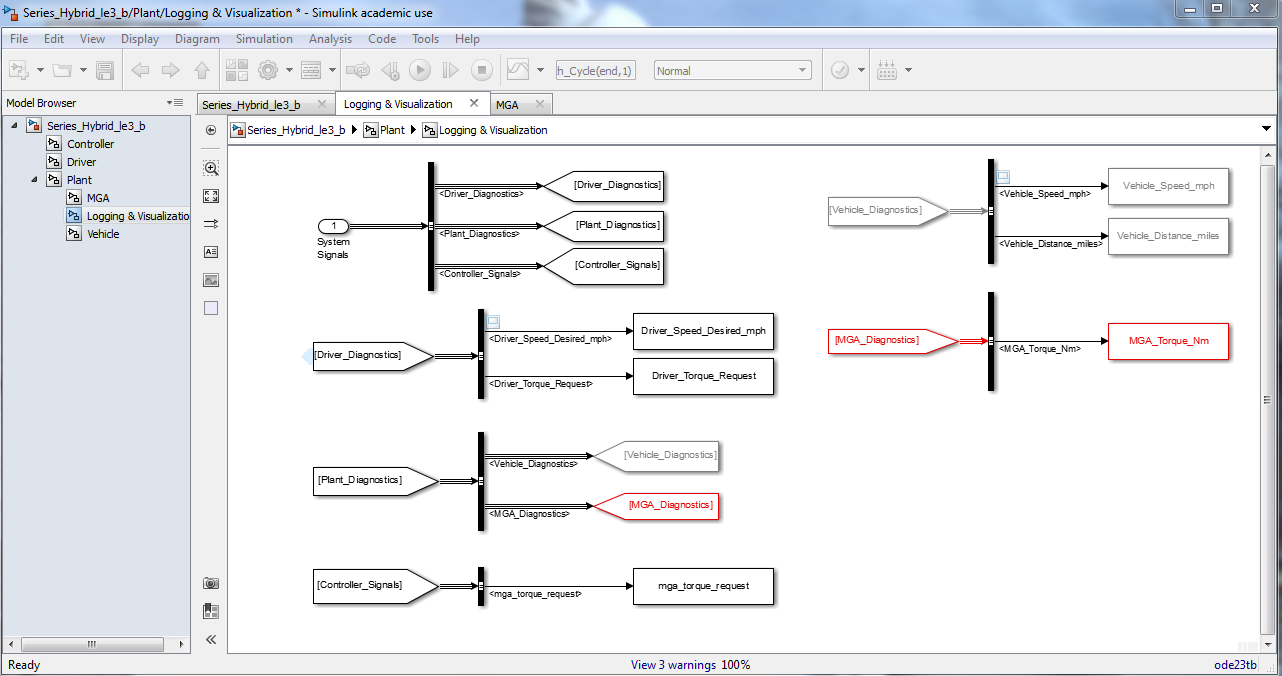 Series_Hybrid_le3_b/Plant/Logging & Visualization * - Simulink academic use
File Edit View Display Diagram Simulation Analysis Code Tools Help
h_Cycle(end,1)
Normal
Model Browser
Series_Hybrid_le3_b
Controller
Driver
Plant
MGA
Logging & Visualizatio
Vehicle
Series_Hybrid_le3_b
Logging & Visualization
MGA
Series_Hybrid_le3_b
Plant
Logging & Visualization
1
System
Signals
<Driver_Diagnostics>
[Driver_Diagnostics]
<Plant_Diagnostics>
[Plant_Diagnostics]
<Controller_Signals>
[Controller_Signals]
[Driver_Diagnostics]
<Driver_Speed_Desired_mph>
Driver_Speed_Desired_mph
<Driver_Torque_Request>
Driver_Torque_Request
[Plant_Diagnostics]
<Vehicle_Diagnostics>
[Vehicle_Diagnostics]
<MGA_Diagnostics>
[MGA_Diagnostics]
[Controller_Signals]
<mga_torque_request>
mga_torque_request
[Vehicle_Diagnostics]
<Vehicle_Speed_mph>
Vehicle_Speed_mph
<Vehicle_Distance_miles>
Vehicle_Distance_miles
[MGA_Diagnostics]
<MGA_Torque_Nm>
MGA_Torque_Nm
Ready
View 3 warnings 100%
ode23tb